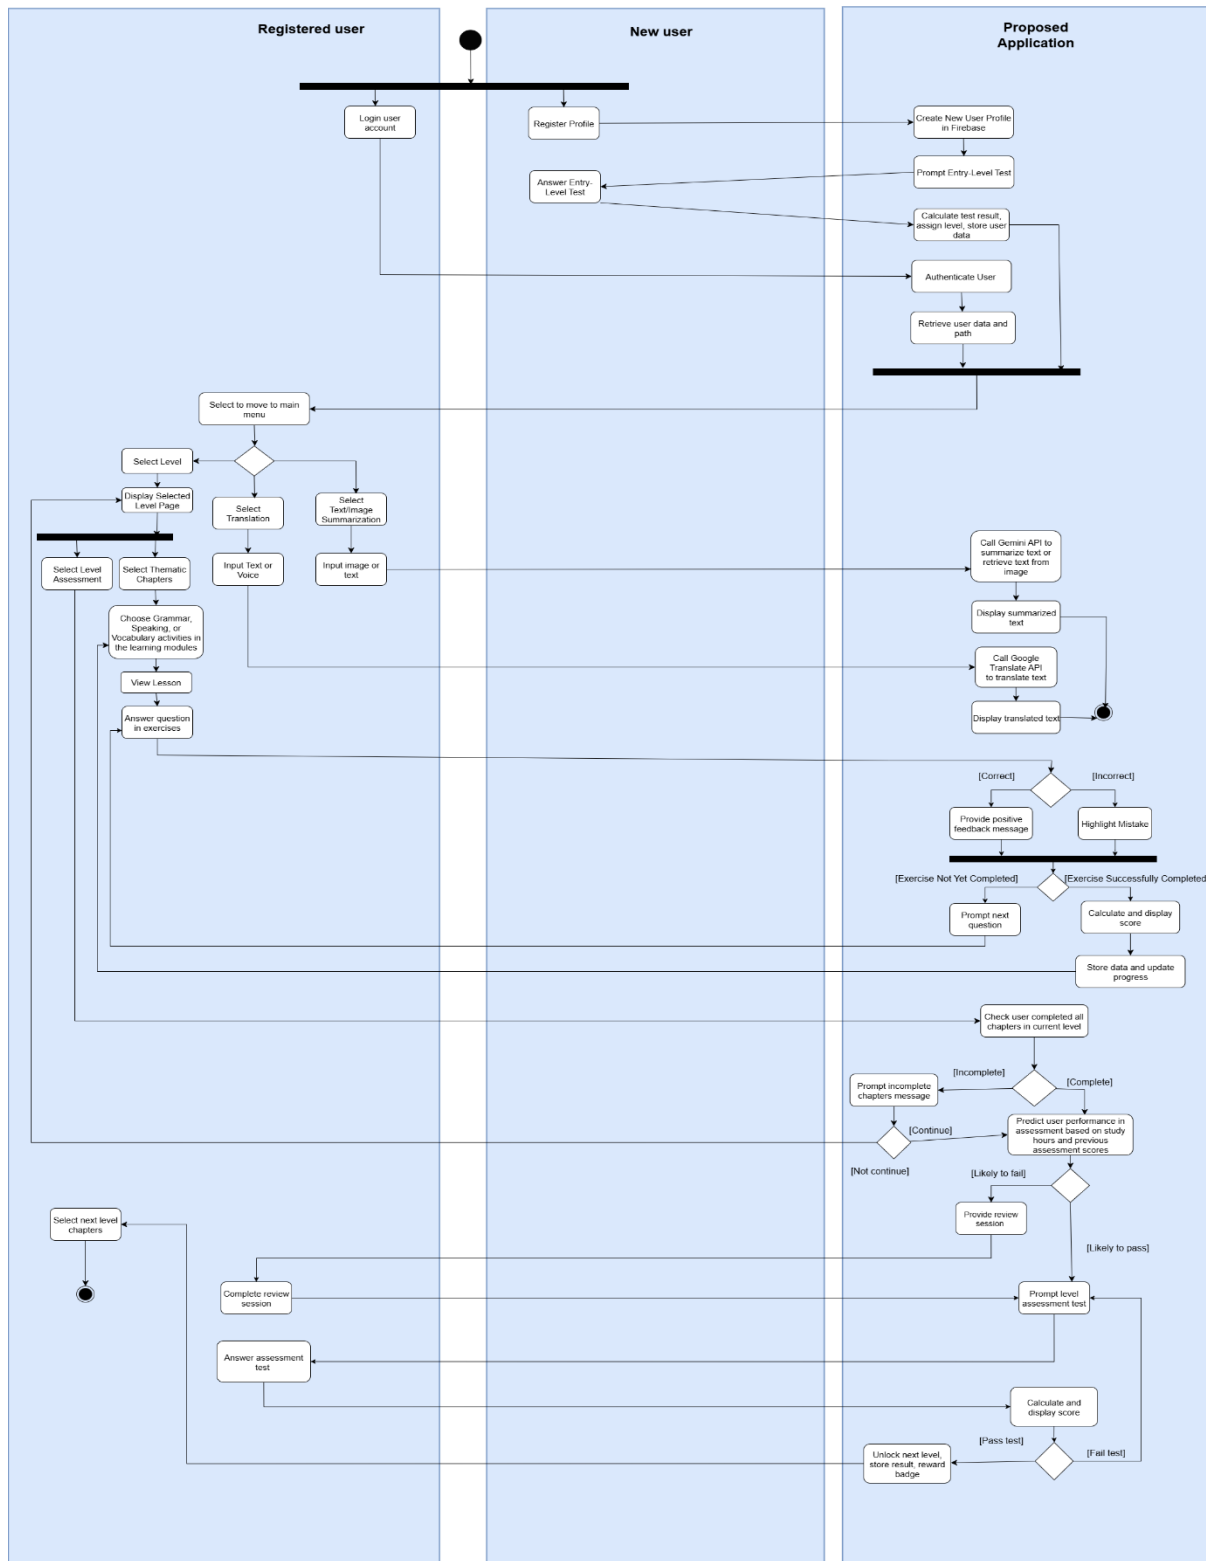 Registered user
New user
Proposed
Application
Login user
account
Register Profile
Create New User Profile
in Firebase
Prompt Entry-Level Test
Answer Entry-
Level Test
Calculate test result,
assign level, store user
data
Authenticate User
Retrieve user data and
path
Select to move to main
menu
Select Level
Display Selected
Level Page
Select
Translation
Select
Text/Image
Summarization
Select Level
Assessment
Select Thematic
Chapters
Input Text or
Voice
Input image or
text
Call Gemini API to
summarize text or
retrieve text from
image
Display summarized
text
Choose Grammar,
Speaking, or
Vocabulary activities in
the learning modules
View Lesson
Call Google
Translate API
to translate text
Display translated text
Answer question
in exercises
[Correct]
[Incorrect]
Provide positive
feedback message
Highlight Mistake
[Exercise Not Yet Completed]
[Exercise Successfully Completed]
Prompt next
question
Calculate and display
score
Store data and update
progress
Check user completed all
chapters in current level
[Incomplete]
[Complete]
Prompt incomplete
chapters message
[Continue]
[Not continue]
Predict user performance in
assessment based on study
hours and previous
assessment scores
[Likely to fail]
Provide review
session
[Likely to pass]
Select next level
chapters
Complete review
session
Prompt level
assessment test
Answer assessment
test
Calculate and
display score
[Pass test]
[Fail test]
Unlock next level,
store result, reward
badge